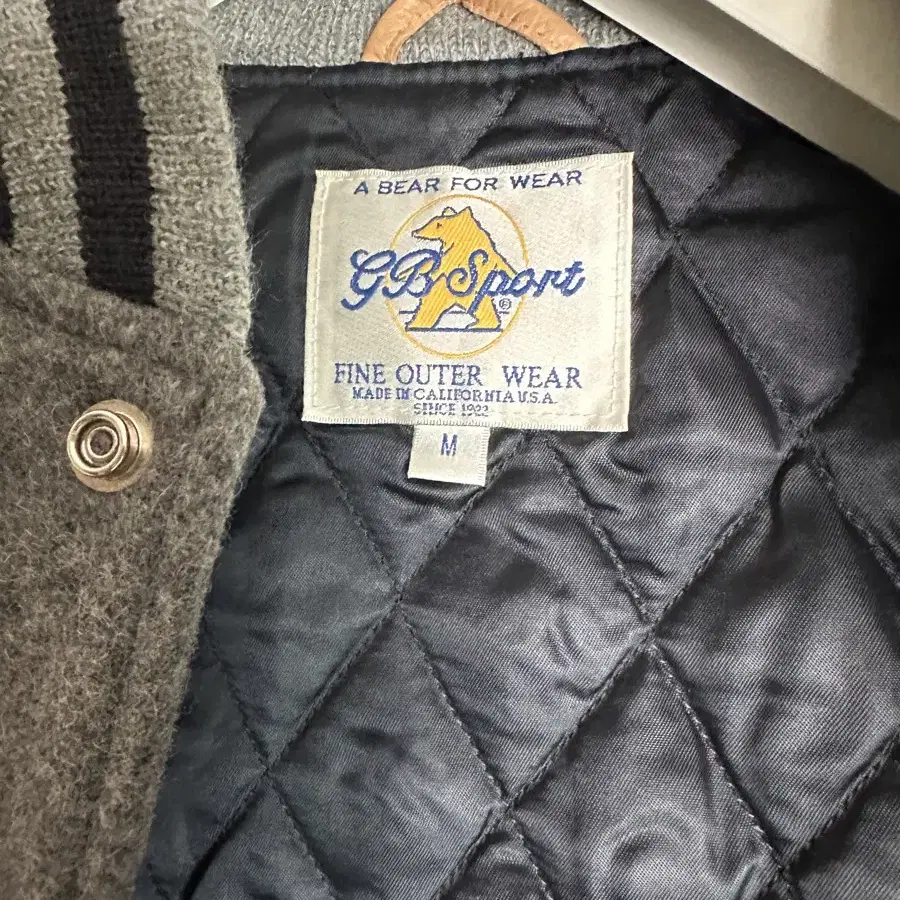 A BEAR FOR WEAR
GB Sport
®
FINE OUTER WEAR
MADE IN CALIFORNIA U.S.A.
SINCE 1922
M